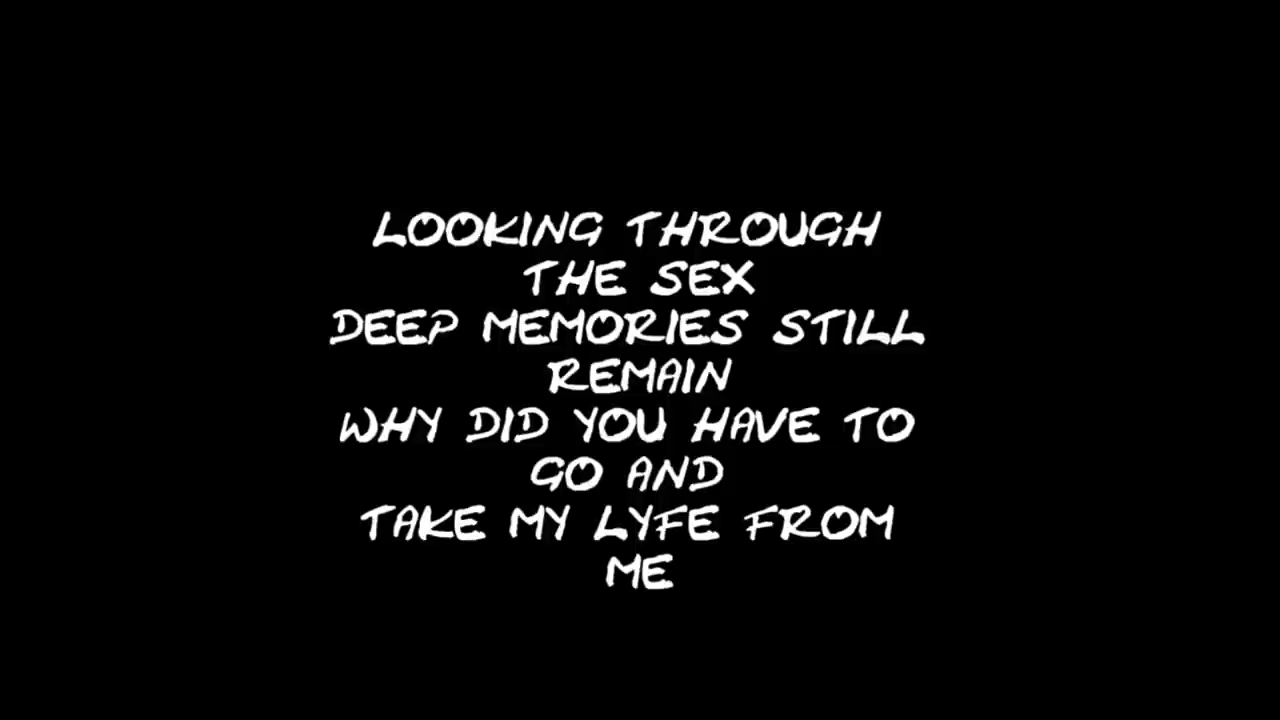 LOOKING THROUGH
THE SEX
DEEP MEMORIES STILL
REMAIN
WHY DID YOU HAVE TO
GO AND
TAKE MY LYFE FROM
ME